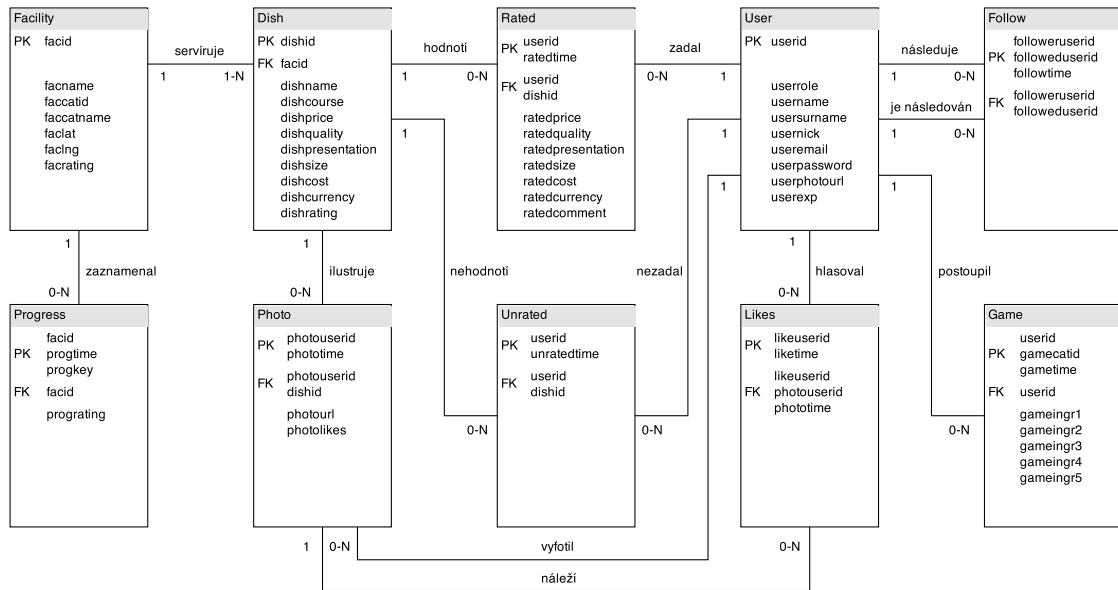 Facility
PK facid
facname
faccatid
faccatname
faclat
faclng
facrating
servíruje
1
1-N
Dish
PK dishid
FK facid
dishname
dishcourse
dishprice
dishquality
dishpresentation
dishsize
dishcost
dishcurrency
dishrating
hodnotí
1
0-N
Rated
PK userid
ratedtime
FK userid
dishid
ratedprice
ratedquality
ratedpresentation
ratedsize
ratedcost
ratedcurrency
ratedcomment
zadal
0-N
1
User
PK userid
userrole
username
usersurname
usernick
useremail
userpassword
userphotourl
userexp
následuje
1
0-N
je následován
1
0-N
Follow
followeruserid
PK followeduserid
followtime
FK followeruserid
followeduserid
1
1
1
1
1
zaznamenal
0-N
1
ilustruje
0-N
nehodnotí
nezadal
1
hlasoval
0-N
postoupil
Progress
facid
PK progtime
progkey
FK facid
prograting
Photo
PK photouserid
phototime
FK photouserid
dishid
photourl
photolikes
0-N
Unrated
PK userid
unratedtime
FK userid
dishid
0-N
Likes
PK likeuserid
liketime
likeuserid
FK photouserid
phototime
0-N
Game
userid
PK gamecatid
gametime
FK userid
gameingr1
gameingr2
gameingr3
gameingr4
gameingr5
1
0-N
vyfotil
0-N
náleží